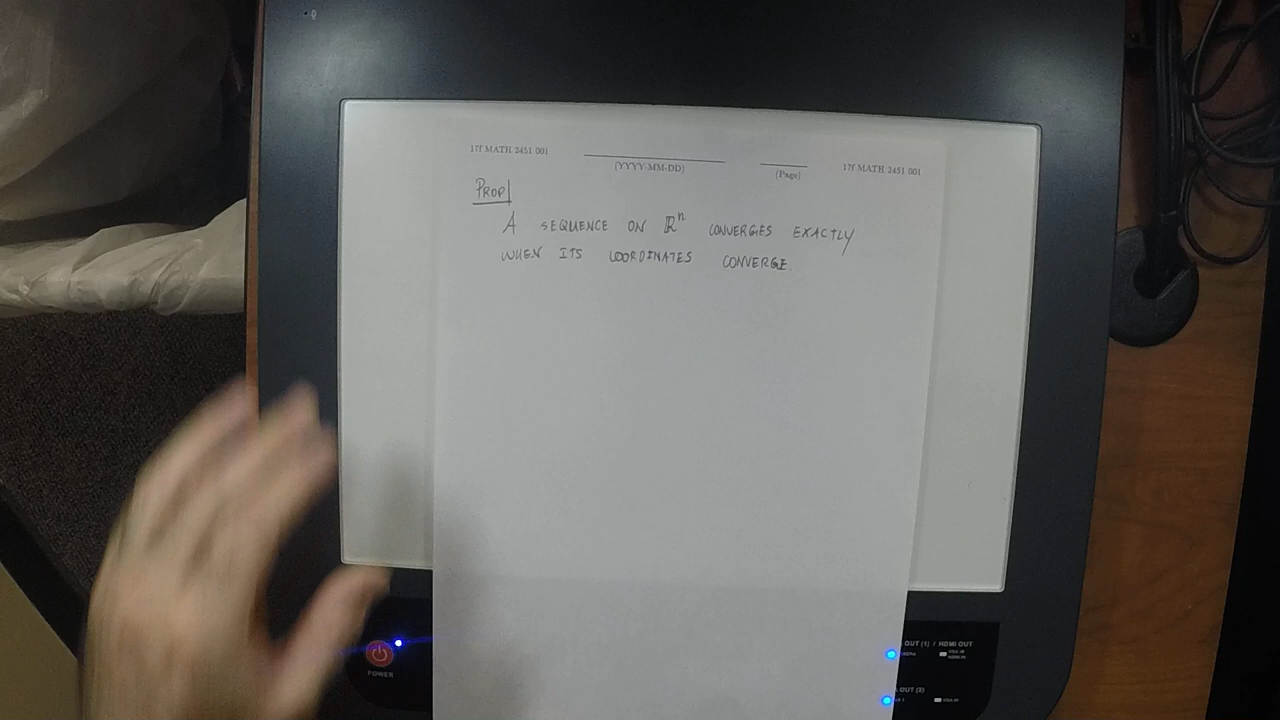 17f MATH 2451 001
(YYYY-MM-DD)
(Page)
17f MATH 2451 001
PROP
A SEQUENCE ON ℝⁿ CONVERGES EXACTLY
WHEN ITS COORDINATES CONVERGE
POWER
OUT (1) / HDMI OUT
OUT (2)